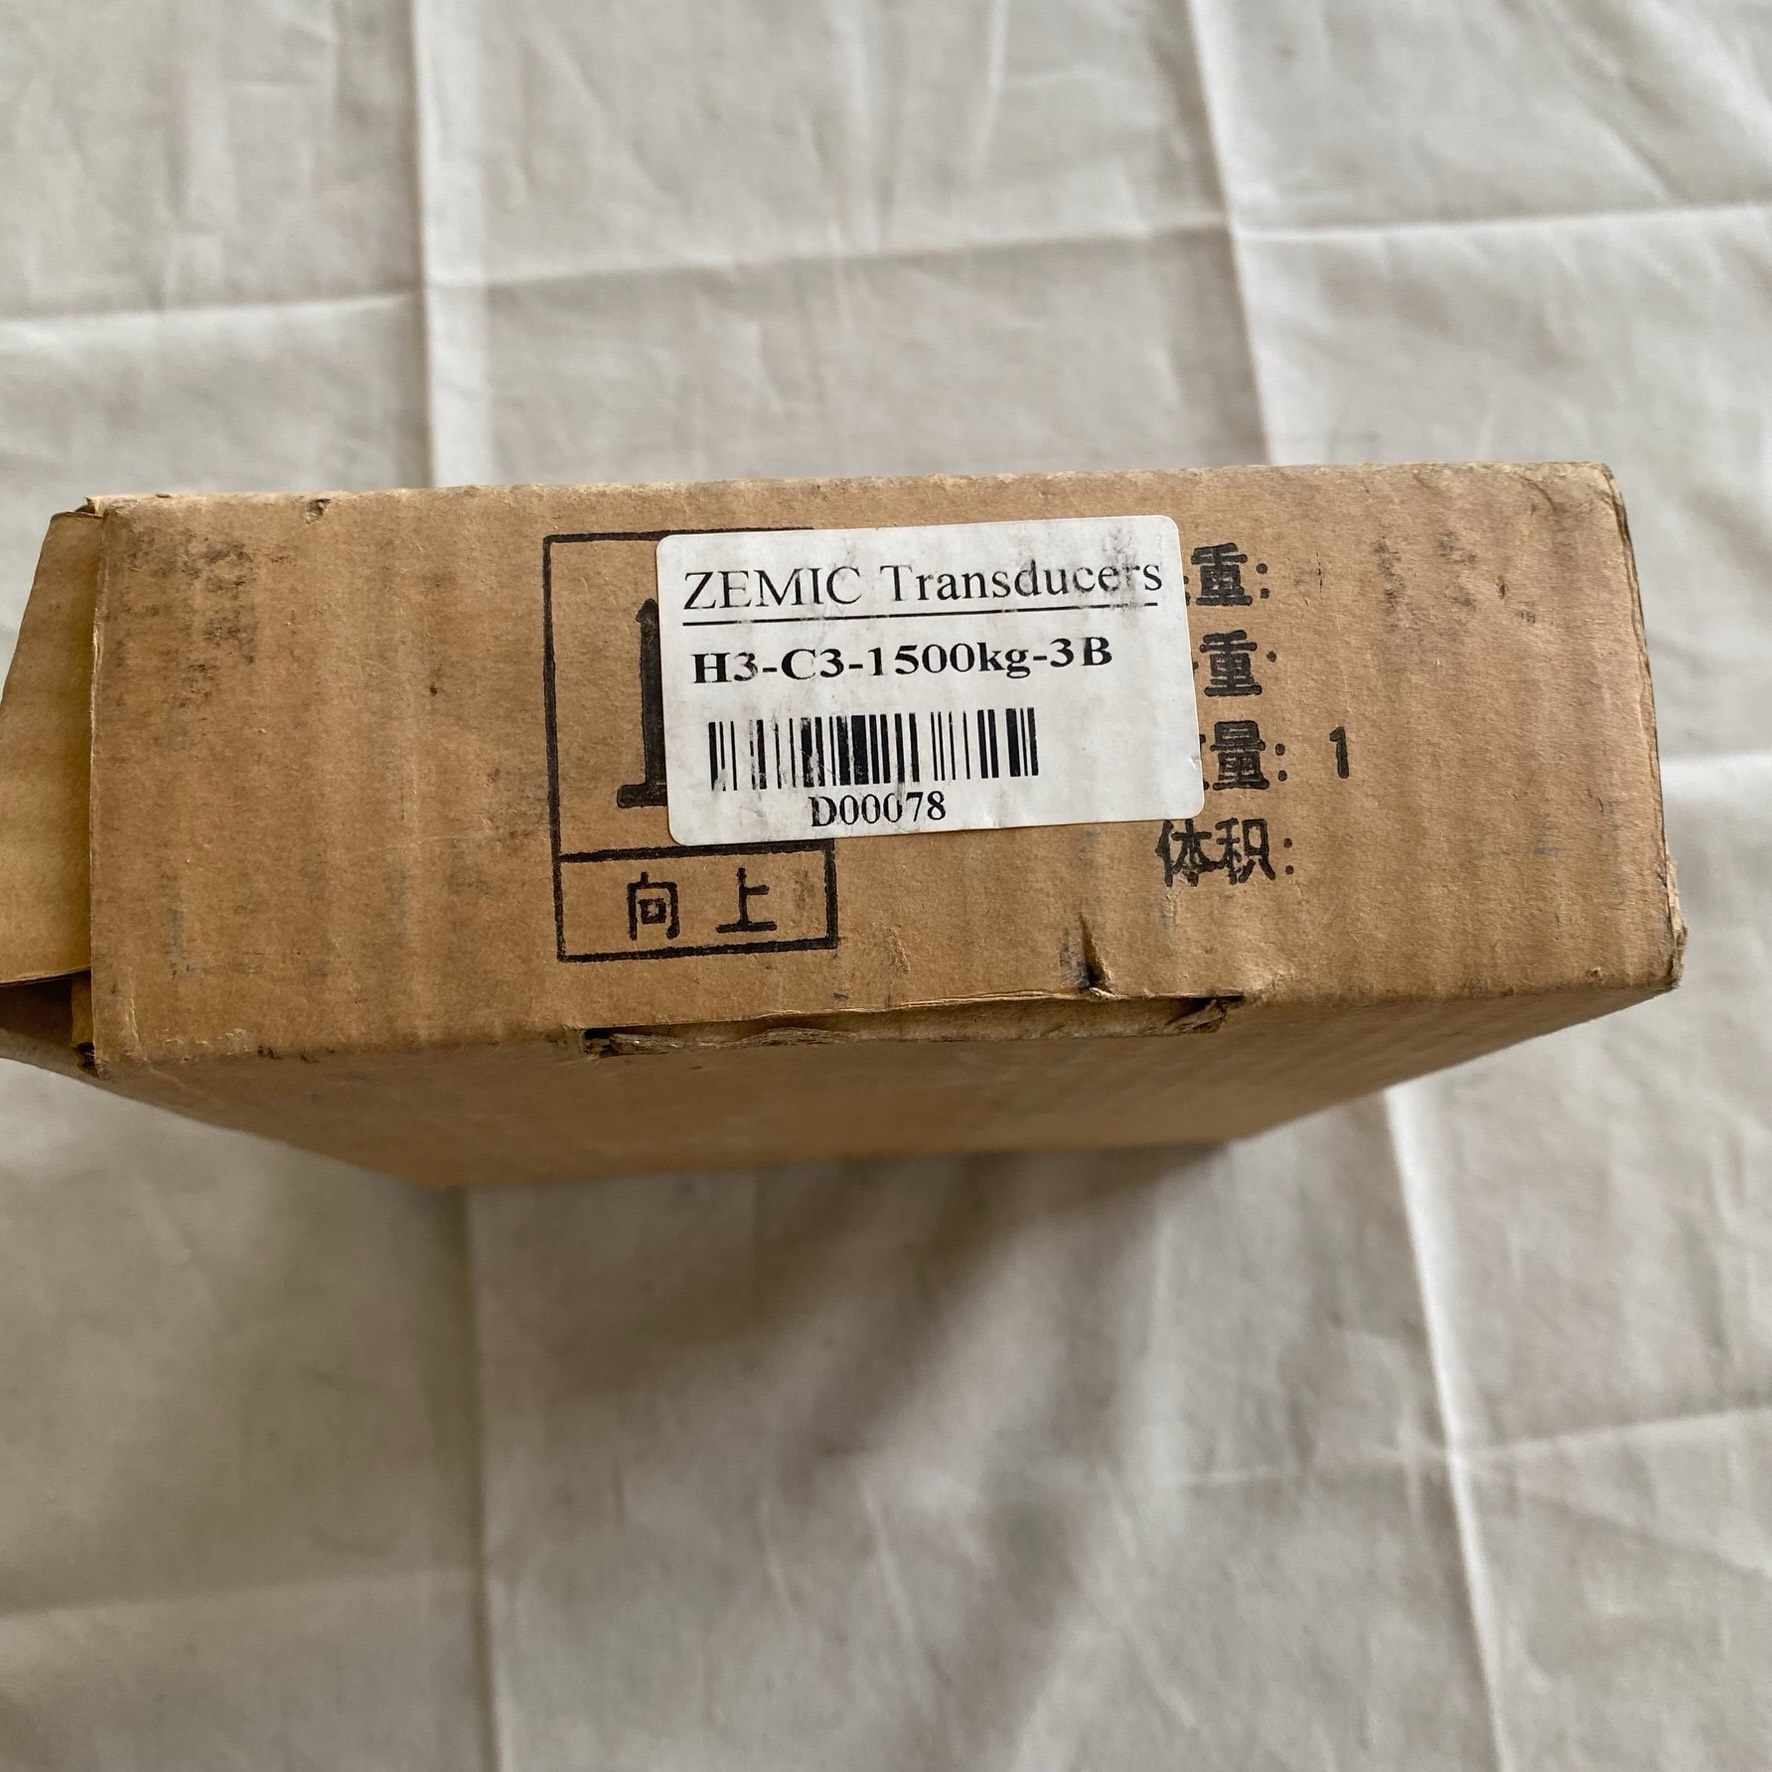 ZEMIC Transducers
H3-C3-1500kg-3B
D00078
向上
重:
重:
量: 1
体积: